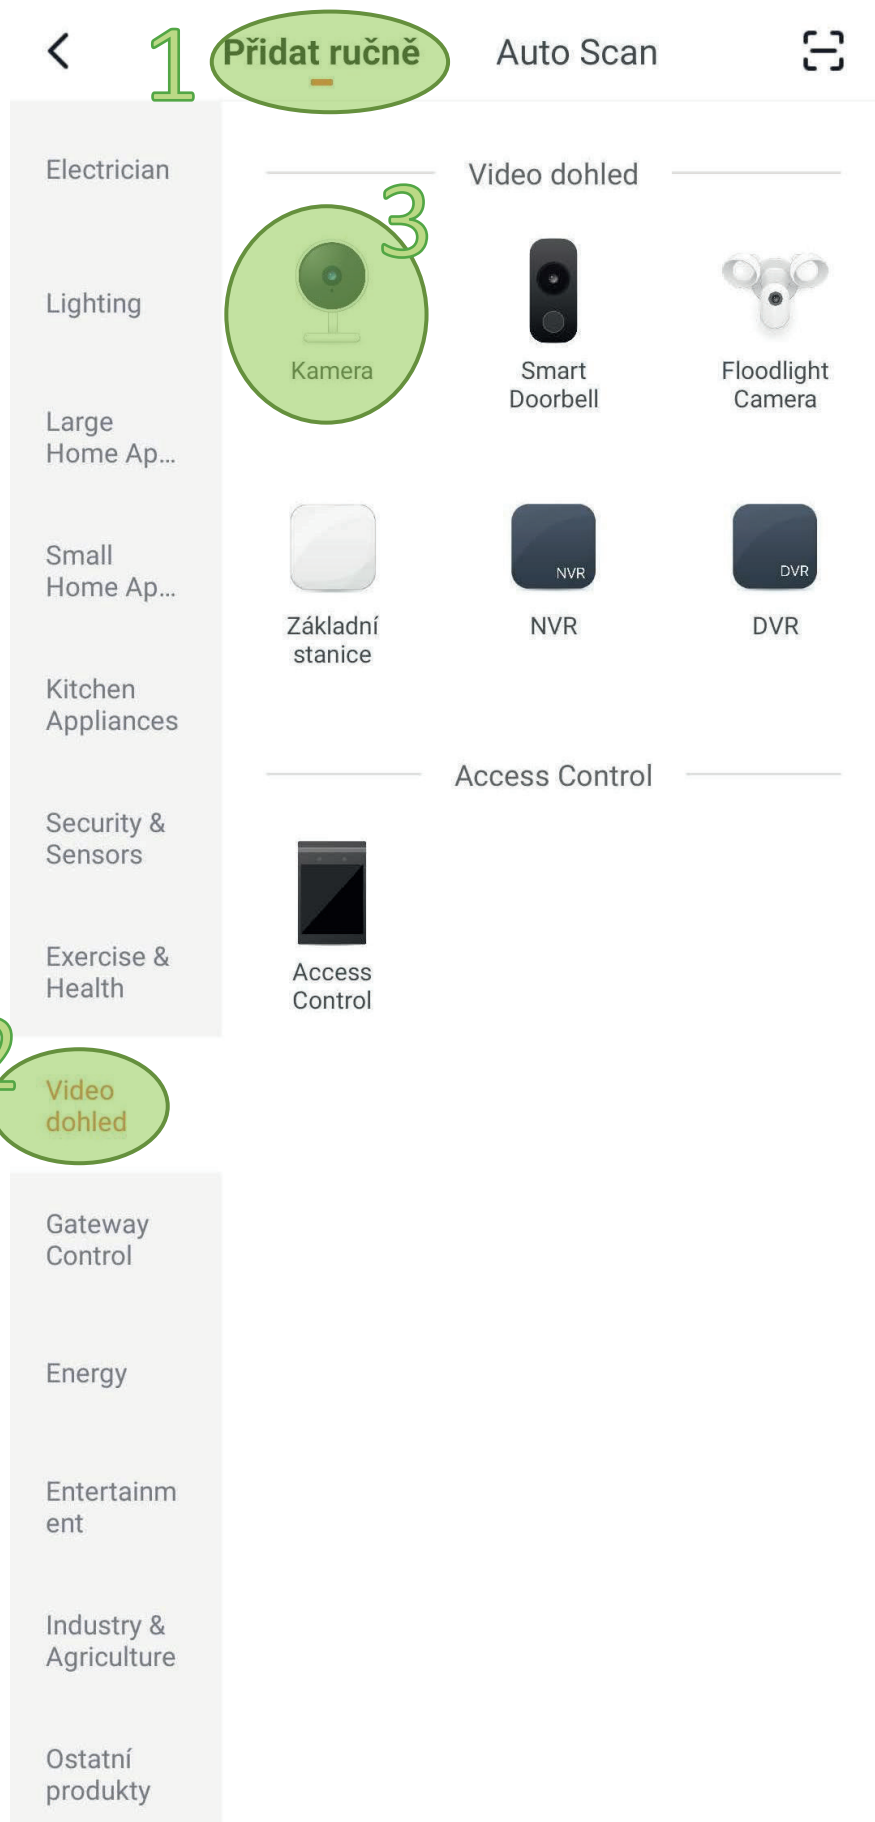 1
Přidat ručně
Auto Scan
Electrician
Lighting
Large
Home Ap...
Small
Home Ap...
Kitchen
Appliances
Security &
Sensors
Exercise &
Health
2
Video
dohled
Gateway
Control
Energy
Entertainm
ent
Industry &
Agriculture
Ostatní
produkty
Video dohled
3
Kamera
Smart
Doorbell
Floodlight
Camera
Základní
stanice
NVR
NVR
DVR
DVR
Access Control
Access
Control